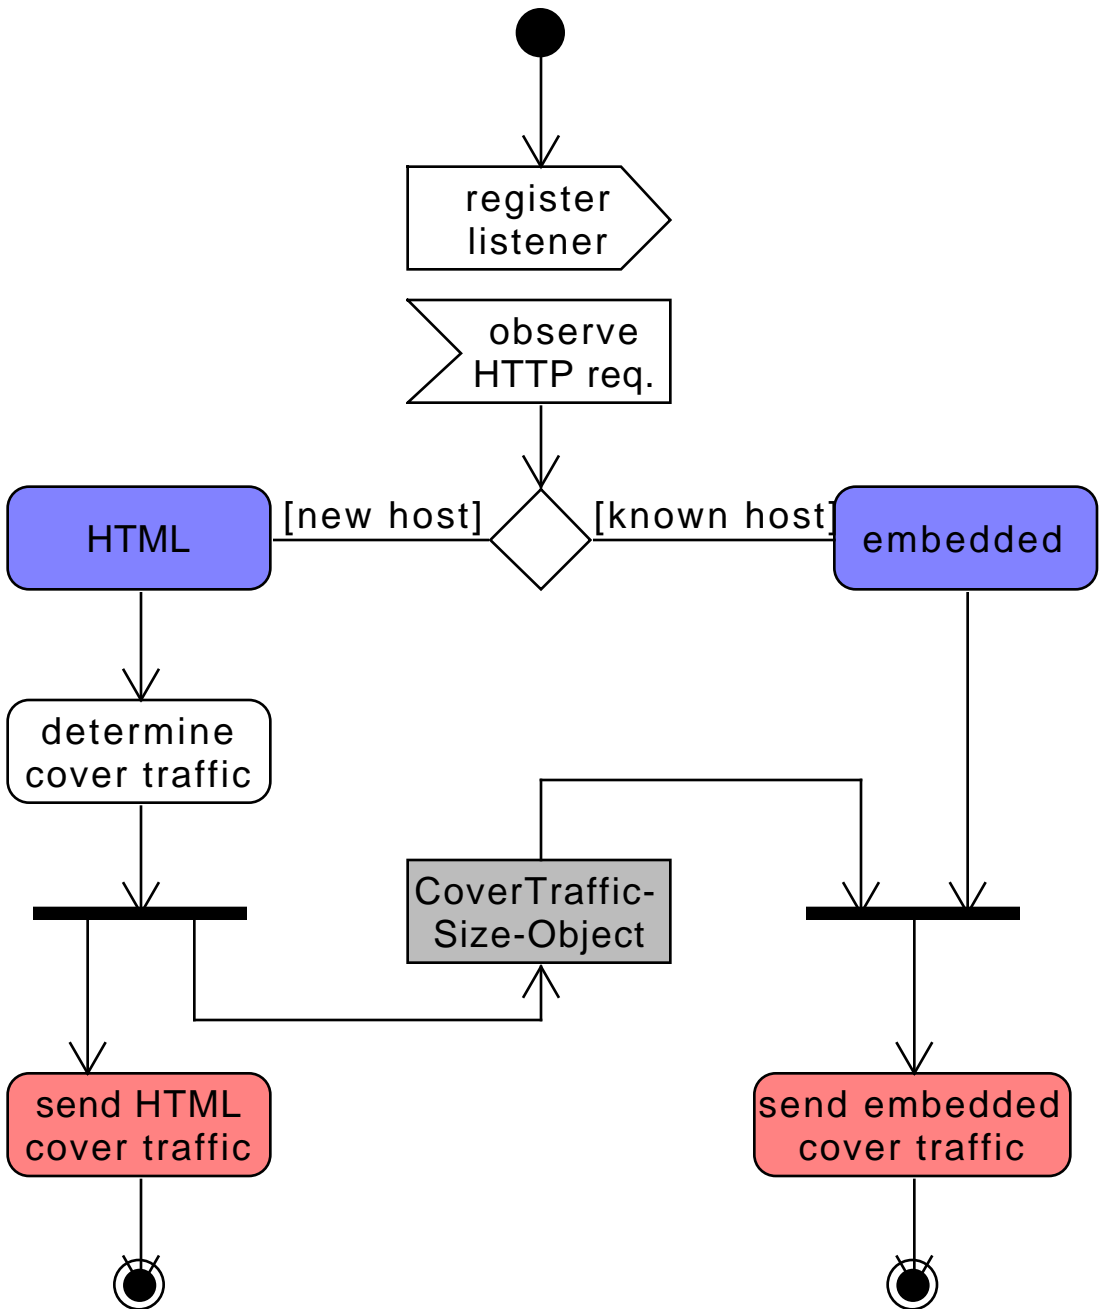 register
listener
observe
HTTP req.
[new host]
[known host]
HTML
embedded
determine
cover traffic
CoverTraffic-
Size-Object
send HTML
cover traffic
send embedded
cover traffic